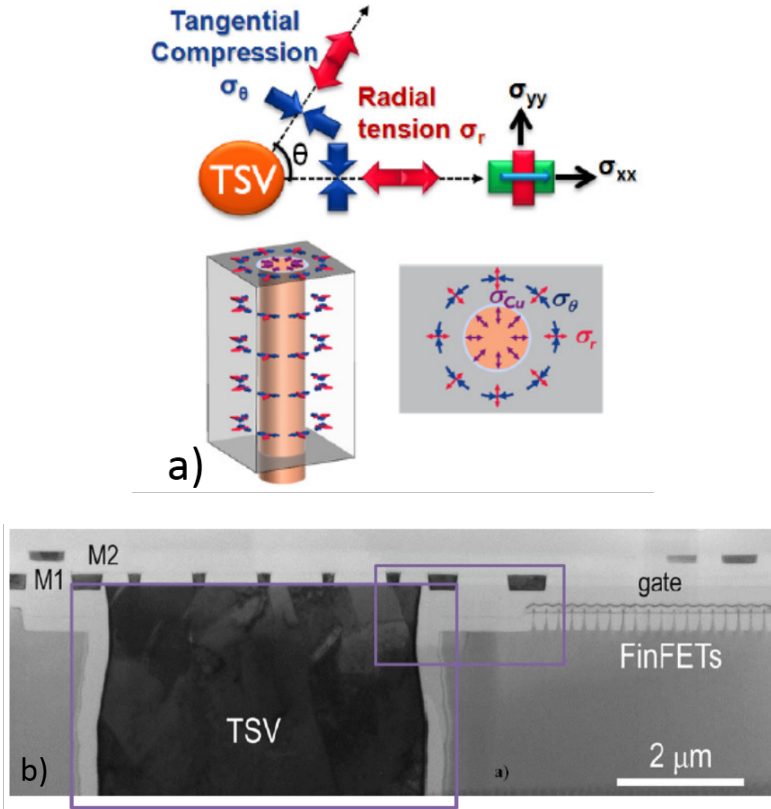 Tangential
Compression
σθ
Radial
tension σr
θ
TSV
σyy
σxx
σCu
σθ
σr
a)
M2
M1
gate
FinFETs
TSV
b)
a)
2 μm